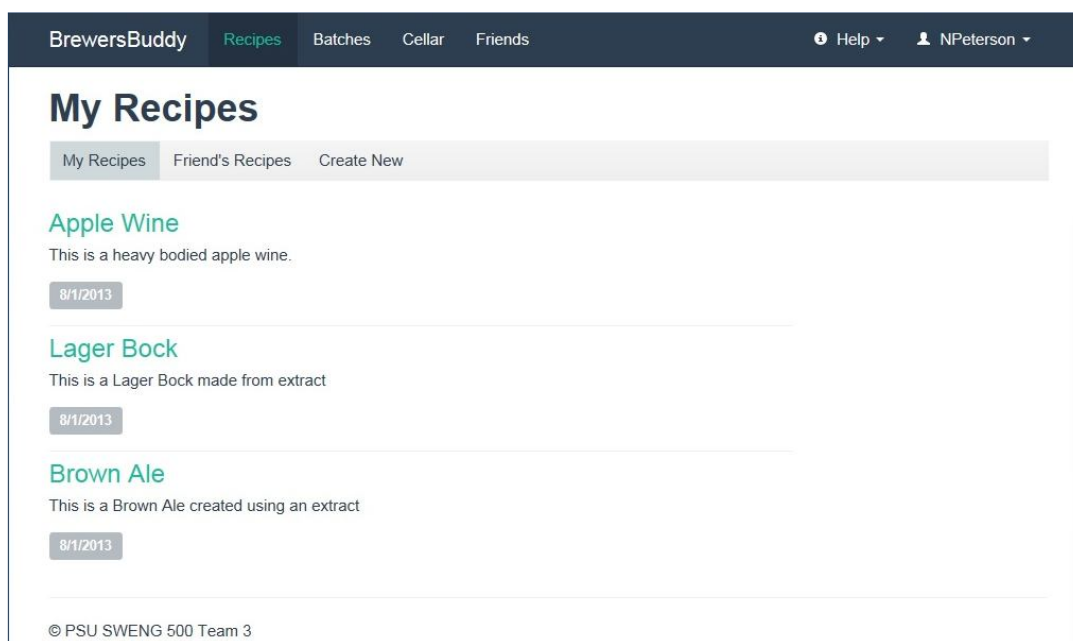 BrewersBuddy Recipes Batches Cellar Friends Help NPeterson
My Recipes
My Recipes Friend's Recipes Create New
Apple Wine
This is a heavy bodied apple wine.
8/1/2013
Lager Bock
This is a Lager Bock made from extract
8/1/2013
Brown Ale
This is a Brown Ale created using an extract
8/1/2013
© PSU SWENG 500 Team 3